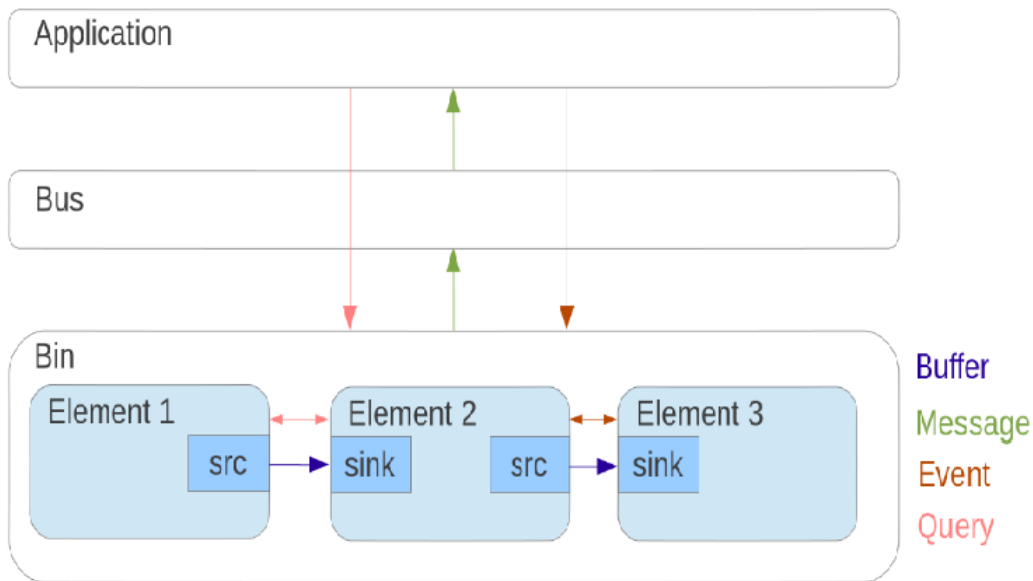 Application
Bus
Bin
Element 1
Element 2
Element 3
src
sink
src
sink
Buffer
Message
Event
Query